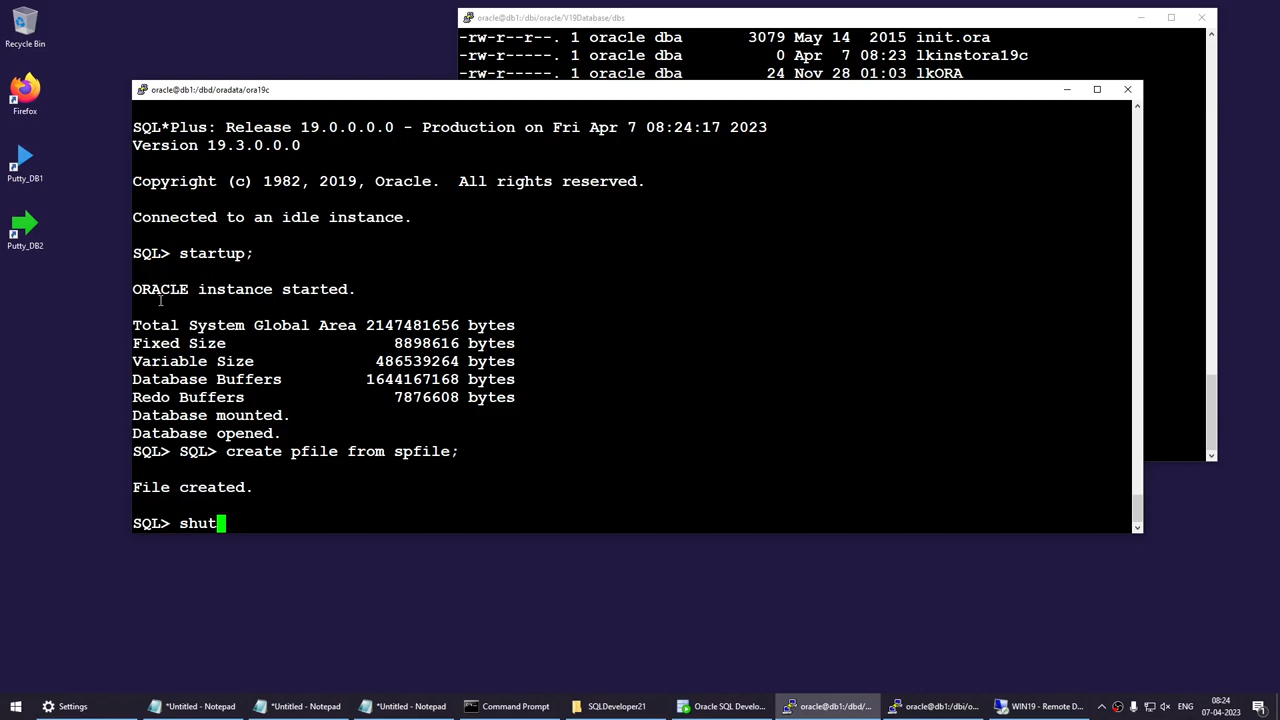 Recycle Bin
Firefox
Putty_DB1
Putty_DB2
oracle@db1:/dbi/oracle/V19Database/dbs
-rw-r--r--. 1 oracle dba       3079 May 14  2015 init.ora
-rw-r-----. 1 oracle dba          0 Apr  7 08:23 lkinstora19c
-rw-r-----. 1 oracle dba         24 Nov 28 01:03 lkORA
oracle@db1:/dbd/oradata/ora19c
SQL*Plus: Release 19.0.0.0.0 - Production on Fri Apr 7 08:24:17 2023
Version 19.3.0.0.0
Copyright (c) 1982, 2019, Oracle.  All rights reserved.
Connected to an idle instance.
SQL> startup;
ORACLE instance started.
Total System Global Area 2147481656 bytes
Fixed Size                  8898616 bytes
Variable Size             486539264 bytes
Database Buffers         1644167168 bytes
Redo Buffers                7876608 bytes
Database mounted.
Database opened.
SQL> SQL> create pfile from spfile;
File created.
SQL> shut
Settings
*Untitled - Notepad
*Untitled - Notepad
*Untitled - Notepad
Command Prompt
SQLDeveloper21
Oracle SQL Develo...
oracle@db1:/dbd/...
oracle@db1:/dbi/o...
WIN19 - Remote D...
ENG
08:24
07-04-2023
1